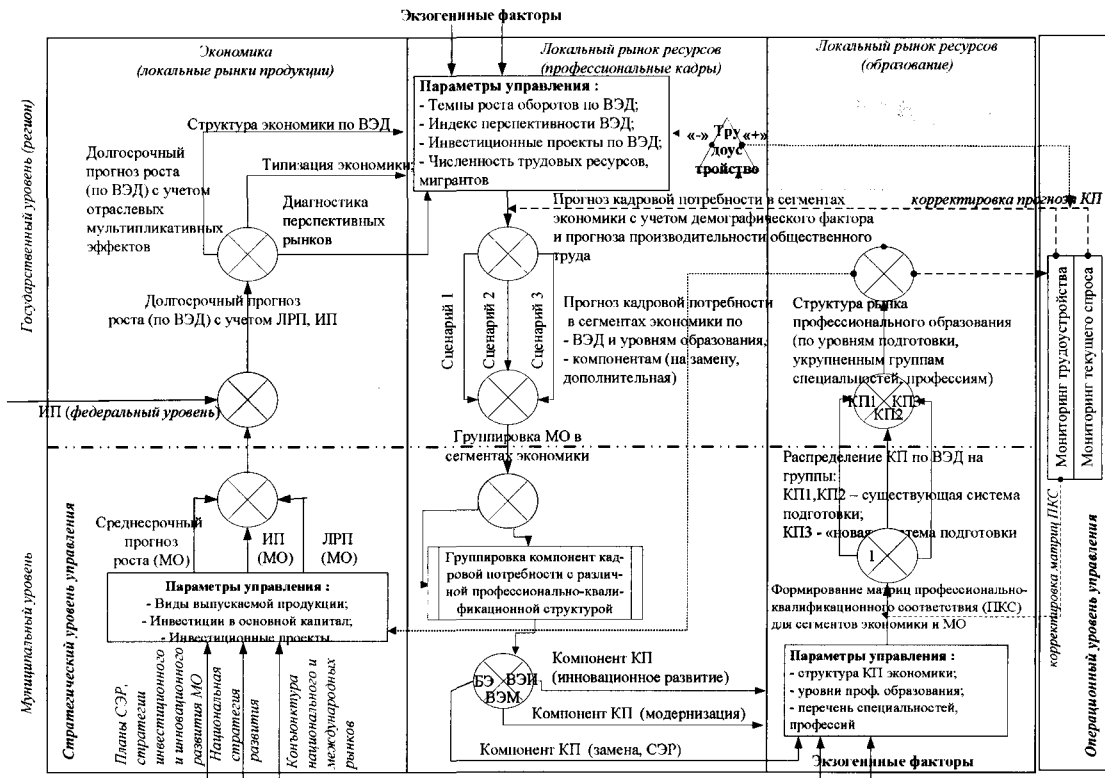 Экзогенные факторы
Экономика
(локальные рынки продукции)
Локальный рынок ресурсов
(профессиональные кадры)
Локальный рынок ресурсов
(образование)
Государственный уровень (регион)
Структура экономики по ВЭД
Долгосрочный
прогноз роста
(по ВЭД) с учетом
отраслевых
мультипликативных
эффектов
Типизация экономики;
Диагностика
перспективных
рынков
Долгосрочный прогноз
роста (по ВЭД) с учетом ЛРП, ИП
ИП (федеральный уровень)
Параметры управления :
- Темпы роста оборотов по ВЭД;
- Индекс перспективности ВЭД;
- Инвестиционные проекты по ВЭД;
- Численность трудовых ресурсов,
мигрантов
«-» Тру «+»
доус
тройство
Прогноз кадровой потребности в сегментах
экономики с учетом демографического фактора
и прогноза производительности общественного
труда
корректировка прогноза КП
Сценарий 1
Сценарий 2
Сценарий 3
Прогноз кадровой потребности
в сегментах экономики по
- ВЭД и уровням образования,
- компонентам (на замену,
дополнительная)
Структура рынка
профессионального образования
(по уровням подготовки,
укрупненным группам
специальностей, профессиям)
КП1 КП3
КП2
Мониторинг трудоустройства
Мониторинг текущего спроса
Группировка МО в
сегментах экономики
Распределение КП по ВЭД на
группы:
КП1,КП2 – существующая система
подготовки;
КП3 - «новая» система подготовки
1
Муниципальный уровень
Стратегический уровень управления
Среднесрочный
прогноз
роста (МО)
ИП
(МО)
ЛРП
(МО)
Параметры управления :
- Виды выпускаемой продукции;
- Инвестиции в основной капитал;
- Инвестиционные проекты
Планы СЭР,
стратегии
инвестиционного
и инновационного
развития МО
Национальная
стратегия
развития
Конъюнктура
национального и
международных
рынков
Группировка компонент кад-
ровой потребности с различ-
ной профессионально-квали-
фикационной структурой
БЭ ВЭИ
ВЭМ
Компонент КП
(инновационное развитие)
Компонент КП (модернизация)
Компонент КП (замена, СЭР)
Формирование матриц профессионально-
квалификационного соответствия (ПКС)
для сегментов экономики и МО
Параметры управления :
- структура КП экономики;
- уровни проф. образования;
- перечень специальностей,
профессий
Экзогенные факторы
корректировка матриц ПКС
Операционный уровень управления